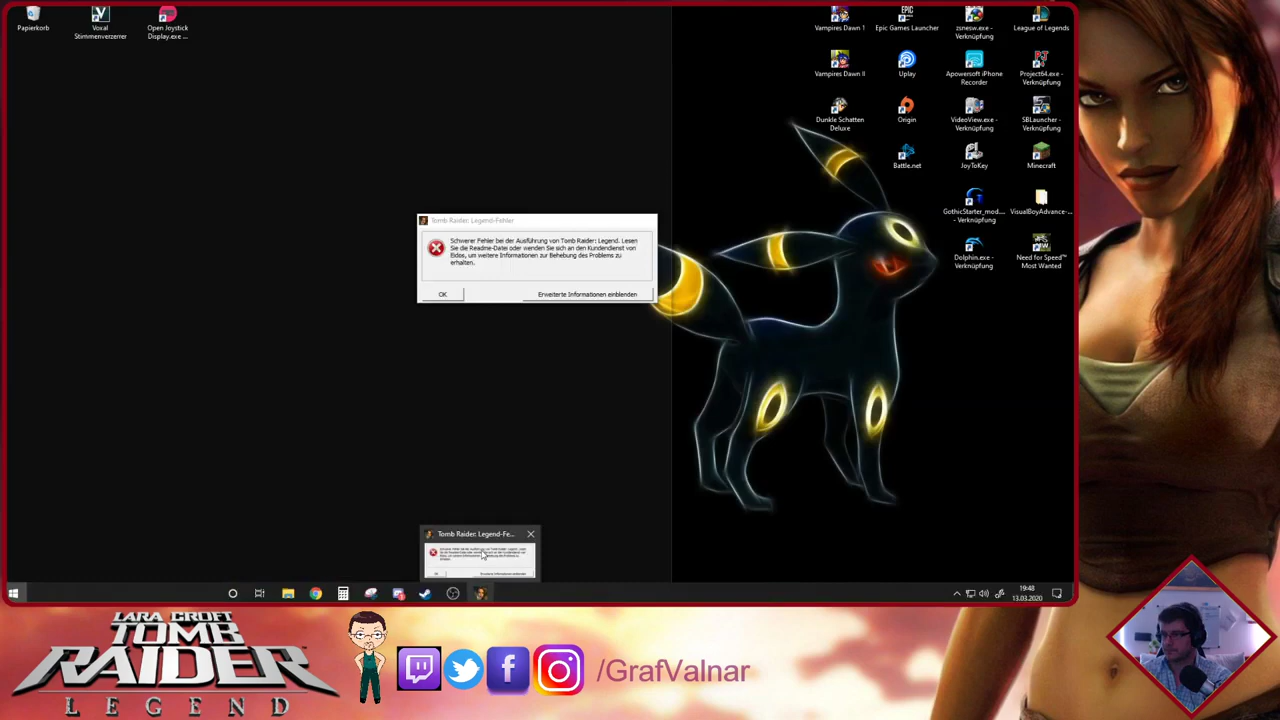 Papierkorb
Voxal
Stimmenverzerrer
Open Joystick
Display.exe ...
Vampires Dawn 1
EPIC
Epic Games Launcher
zsnesw.exe -
Verknüpfung
League of Legends
Vampires Dawn II
Uplay
Apowersoft iPhone
Recorder
Project64.exe -
Verknüpfung
Dunkle Schatten
Deluxe
Origin
VideoView.exe -
Verknüpfung
SBLauncher -
Verknüpfung
Battle.net
JoyToKey
Minecraft
GothicStarter_mod....
- Verknüpfung
VisualBoyAdvance-...
Dolphin.exe -
Verknüpfung
Need for Speed™
Most Wanted
Tomb Raider: Legend-Fehler
Schwerer Fehler bei der Ausführung von Tomb Raider: Legend. Lesen
Sie die Readme-Datei oder wenden Sie sich an den Kundendienst von
Eidos, um weitere Informationen zur Behebung des Problems zu
erhalten.
OK
Erweiterte Informationen einblenden
Tomb Raider: Legend-Fe...
19:48
13.03.2020
LARA CROFT
TOMB
RAIDER
LEGEND
/GrafValnar